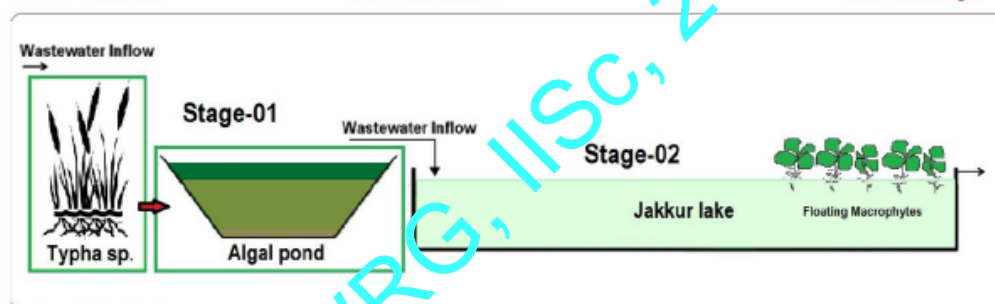 Wastewater Inflow
Stage-01
Wastewater Inflow
Stage-02
Jakkur lake
Floating Macrophytes
Typha sp.
Algal pond
RG, IISc, 2